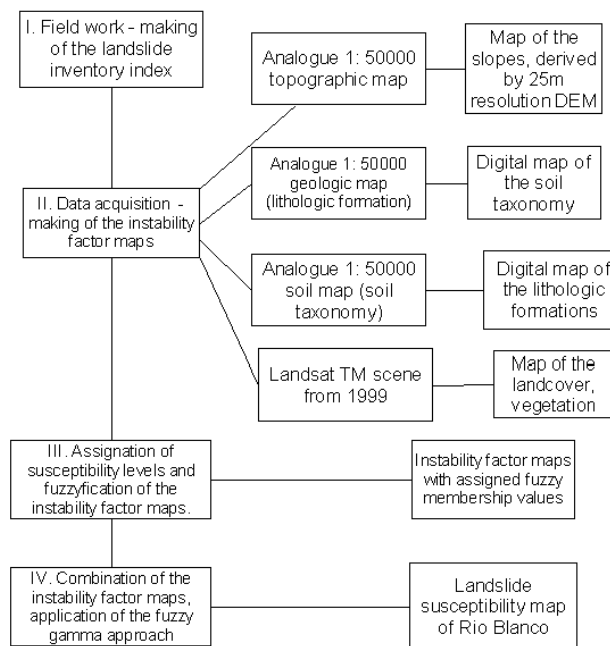 I. Field work - making
of the landslide
inventory index
Analogue 1: 50000
topographic map
Map of the
slopes, derived
by 25m
resolution DEM
II. Data acquisition -
making of the instability
factor maps
Analogue 1: 50000
geologic map
(lithologic formation)
Digital map of
the soil
taxonomy
Analogue 1: 50000
soil map (soil
taxonomy)
Digital map of
the lithologic
formations
Landsat TM scene
from 1999
Map of the
landcover,
vegetation
III. Assignation of
susceptibility levels and
fuzzyfication of the
instability factor maps.
Instability factor maps
with assigned fuzzy
membership values
IV. Combination of the
instability factor maps,
application of the fuzzy
gamma approach
Landslide
susceptibility map
of Rio Blanco